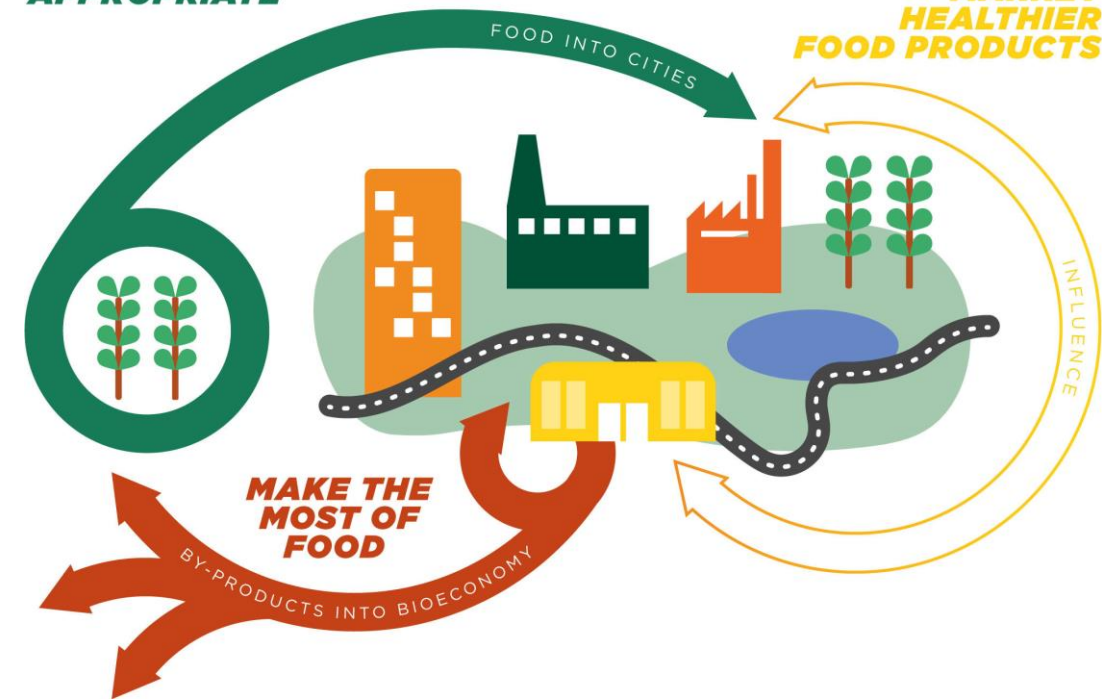 HEALTHIER
FOOD PRODUCTS
FOOD INTO CITIES
INFLUENCE
MAKE THE
MOST OF
FOOD
BY-PRODUCTS INTO BIOECONOMY